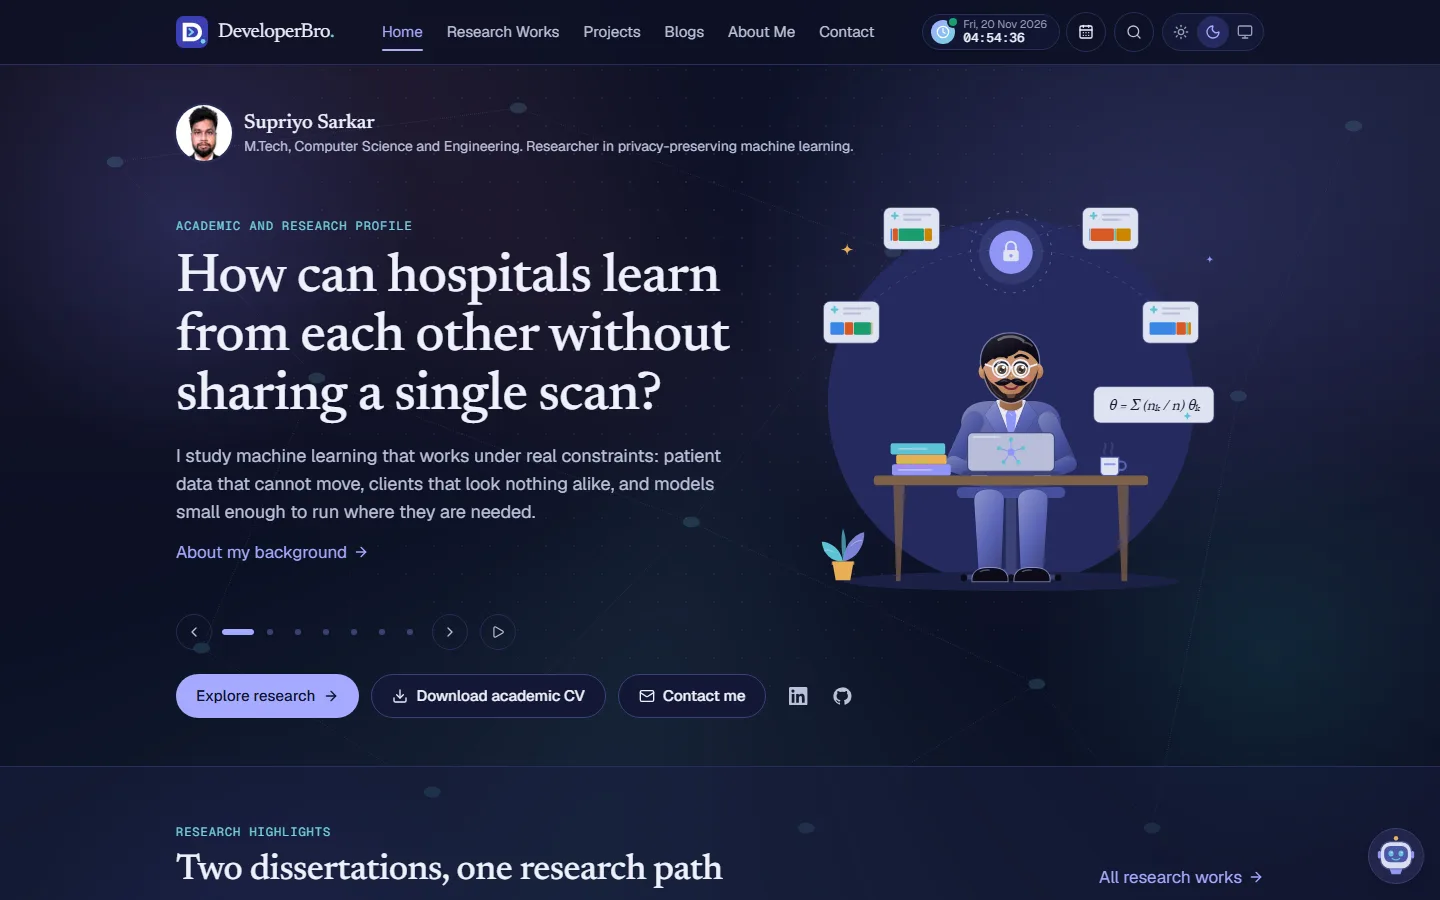 DeveloperBro.
Home
Research Works
Projects
Blogs
About Me
Contact
Fri, 20 Nov 2026
04:54:36
Supriyo Sarkar
M.Tech, Computer Science and Engineering. Researcher in privacy-preserving machine learning.
ACADEMIC AND RESEARCH PROFILE
How can hospitals learn
from each other without
sharing a single scan?
I study machine learning that works under real constraints: patient
data that cannot move, clients that look nothing alike, and models
small enough to run where they are needed.
About my background →
θ = Σ (nₖ / n) θₖ
Explore research →
Download academic CV
Contact me
RESEARCH HIGHLIGHTS
Two dissertations, one research path
All research works →